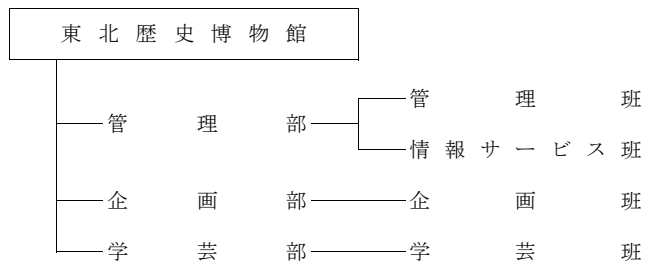 東北歴史博物館
管理部
管理班
情報サービス班
企画部
企画班
学芸部
学芸班